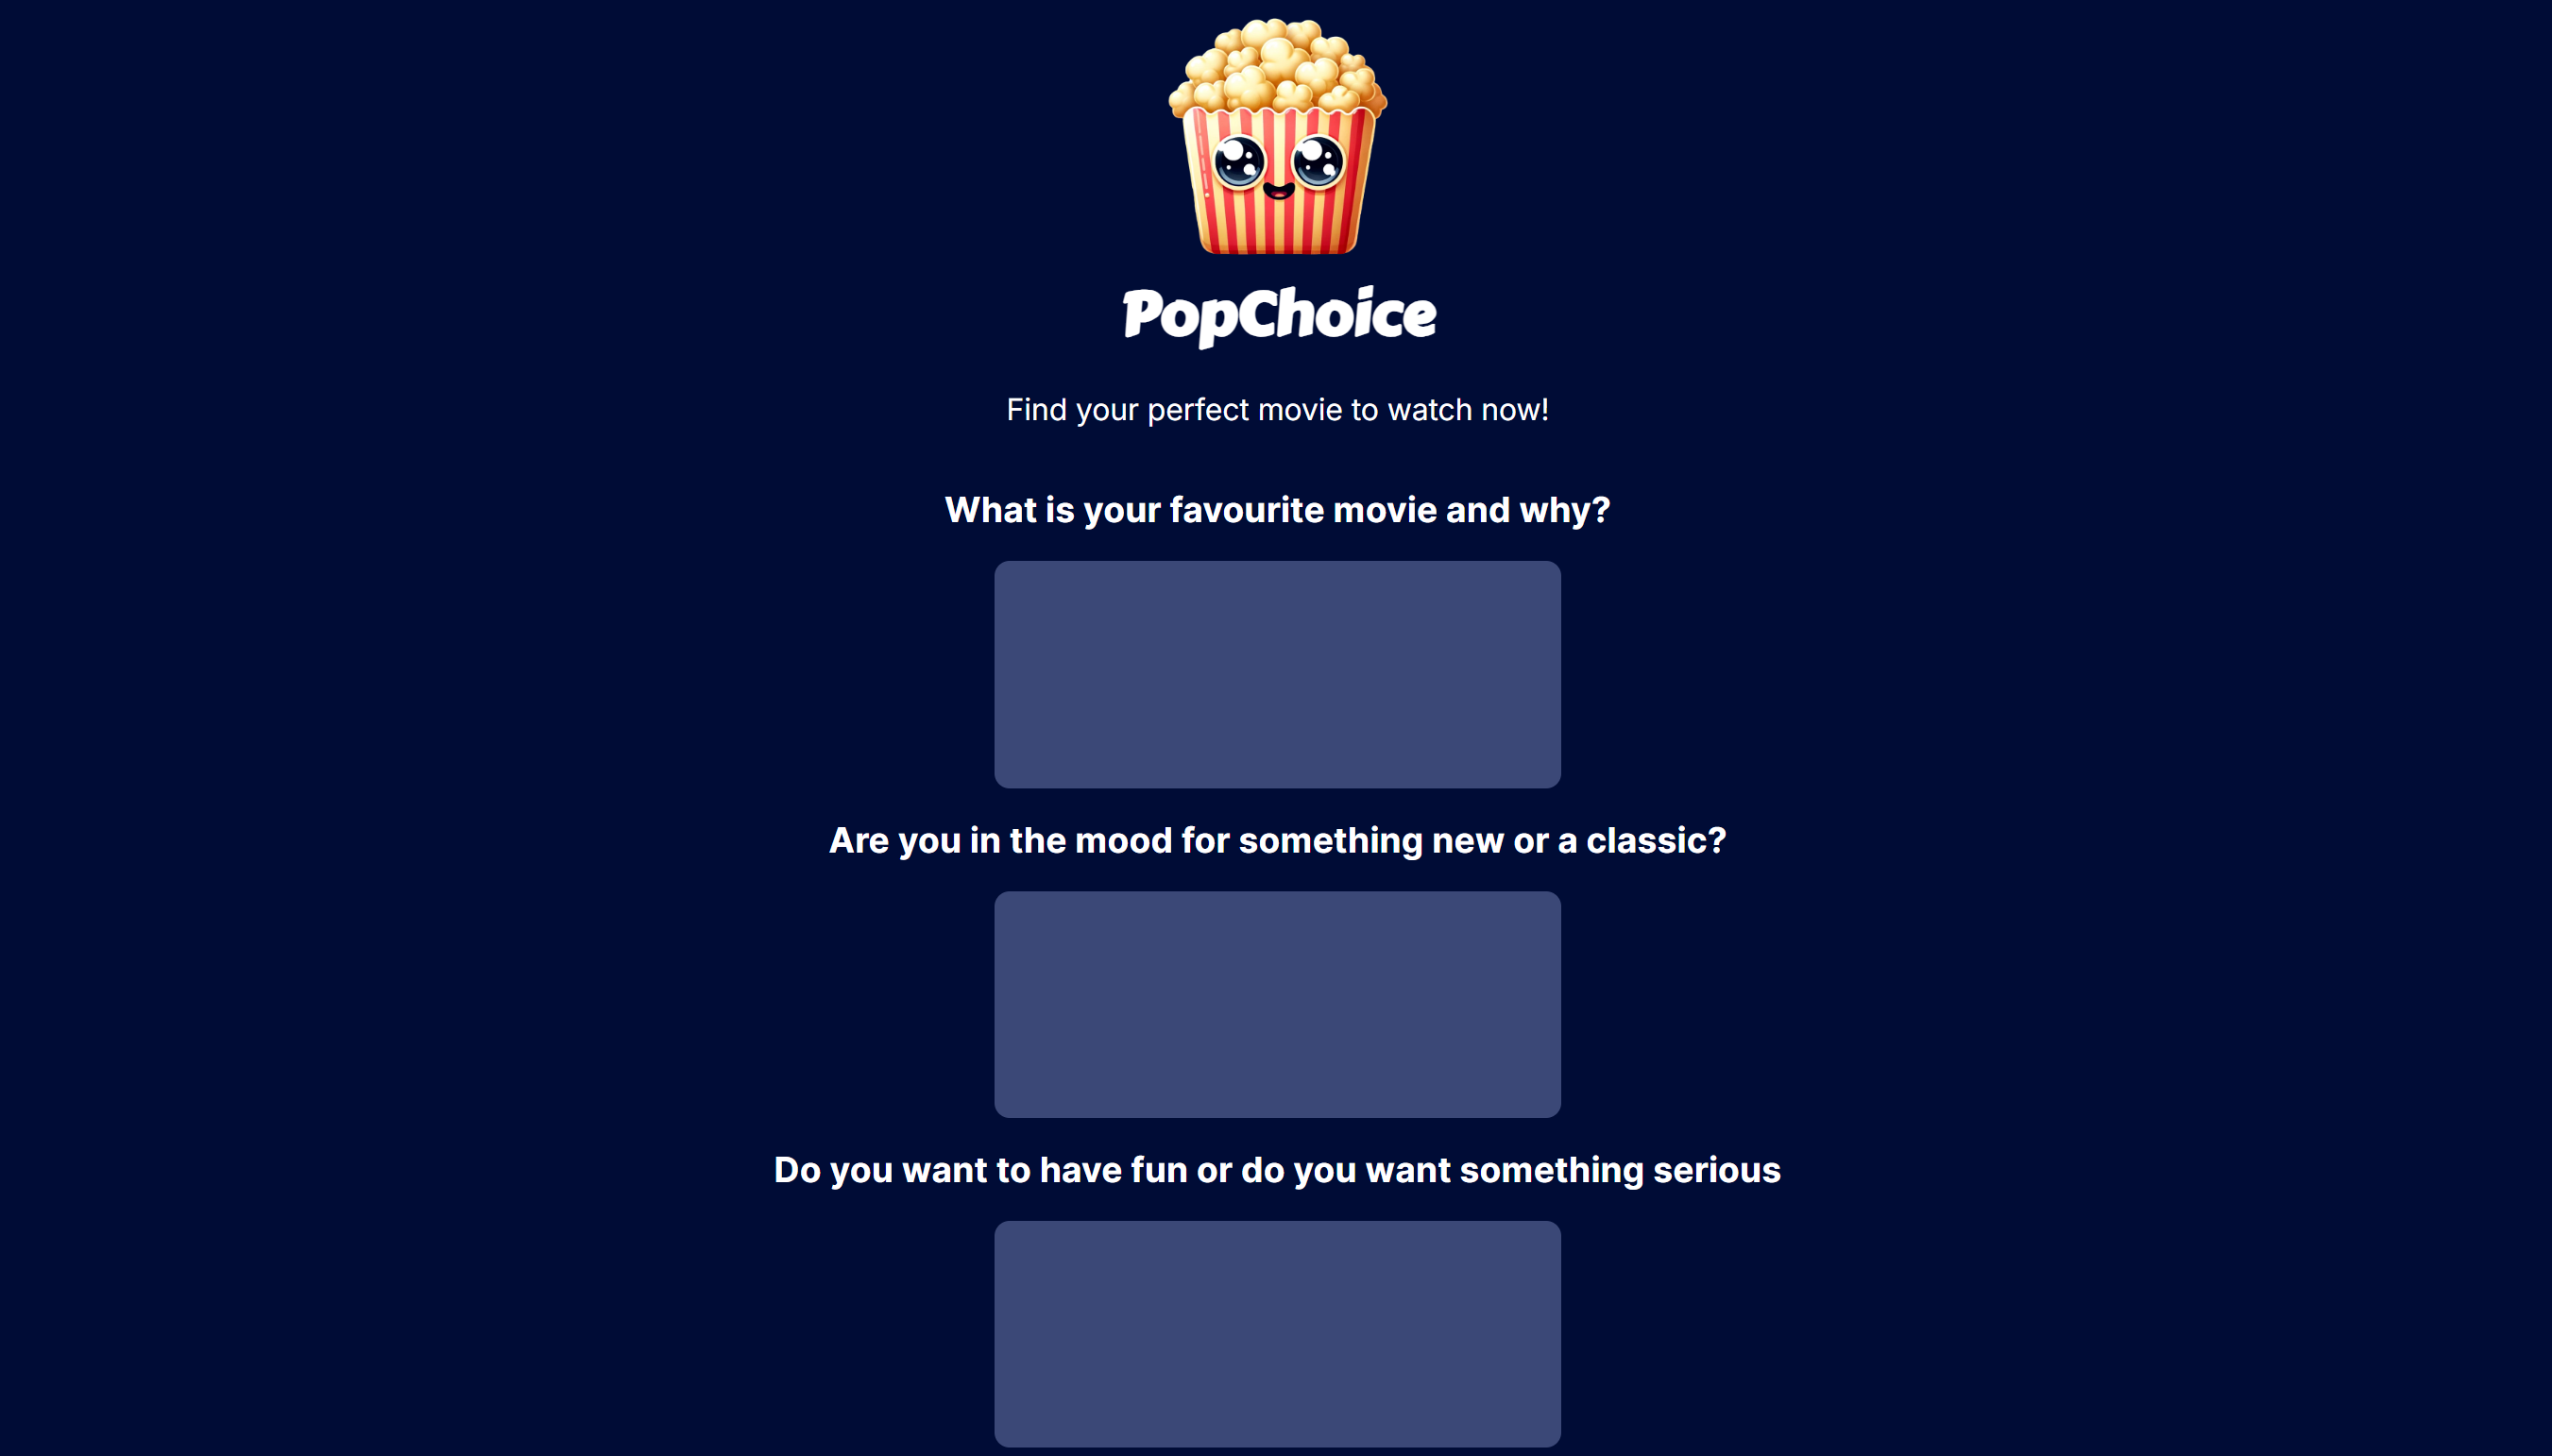 PopChoice
Find your perfect movie to watch now!
What is your favourite movie and why?
Are you in the mood for something new or a classic?
Do you want to have fun or do you want something serious